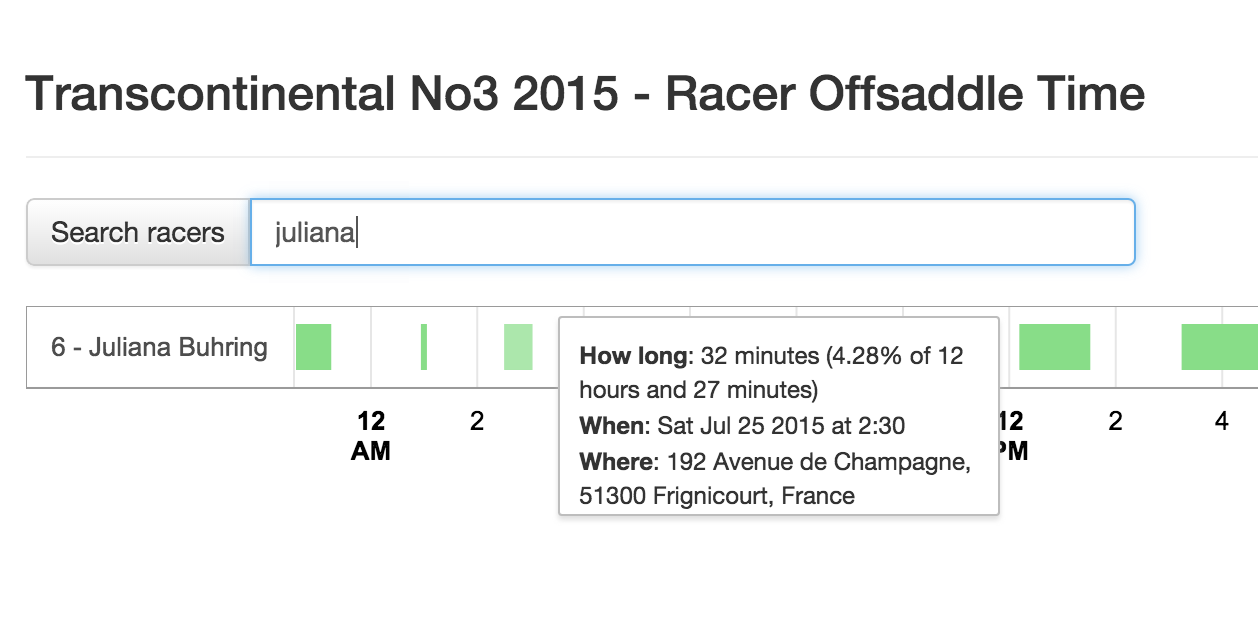 Transcontinental No3 2015 - Racer Offsaddle Time
Search racers juliana
6 - Juliana Buhring
How long: 32 minutes (4.28% of 12
hours and 27 minutes)
When: Sat Jul 25 2015 at 2:30
Where: 192 Avenue de Champagne,
51300 Frignicourt, France
12 2 12 2 4
AM PM